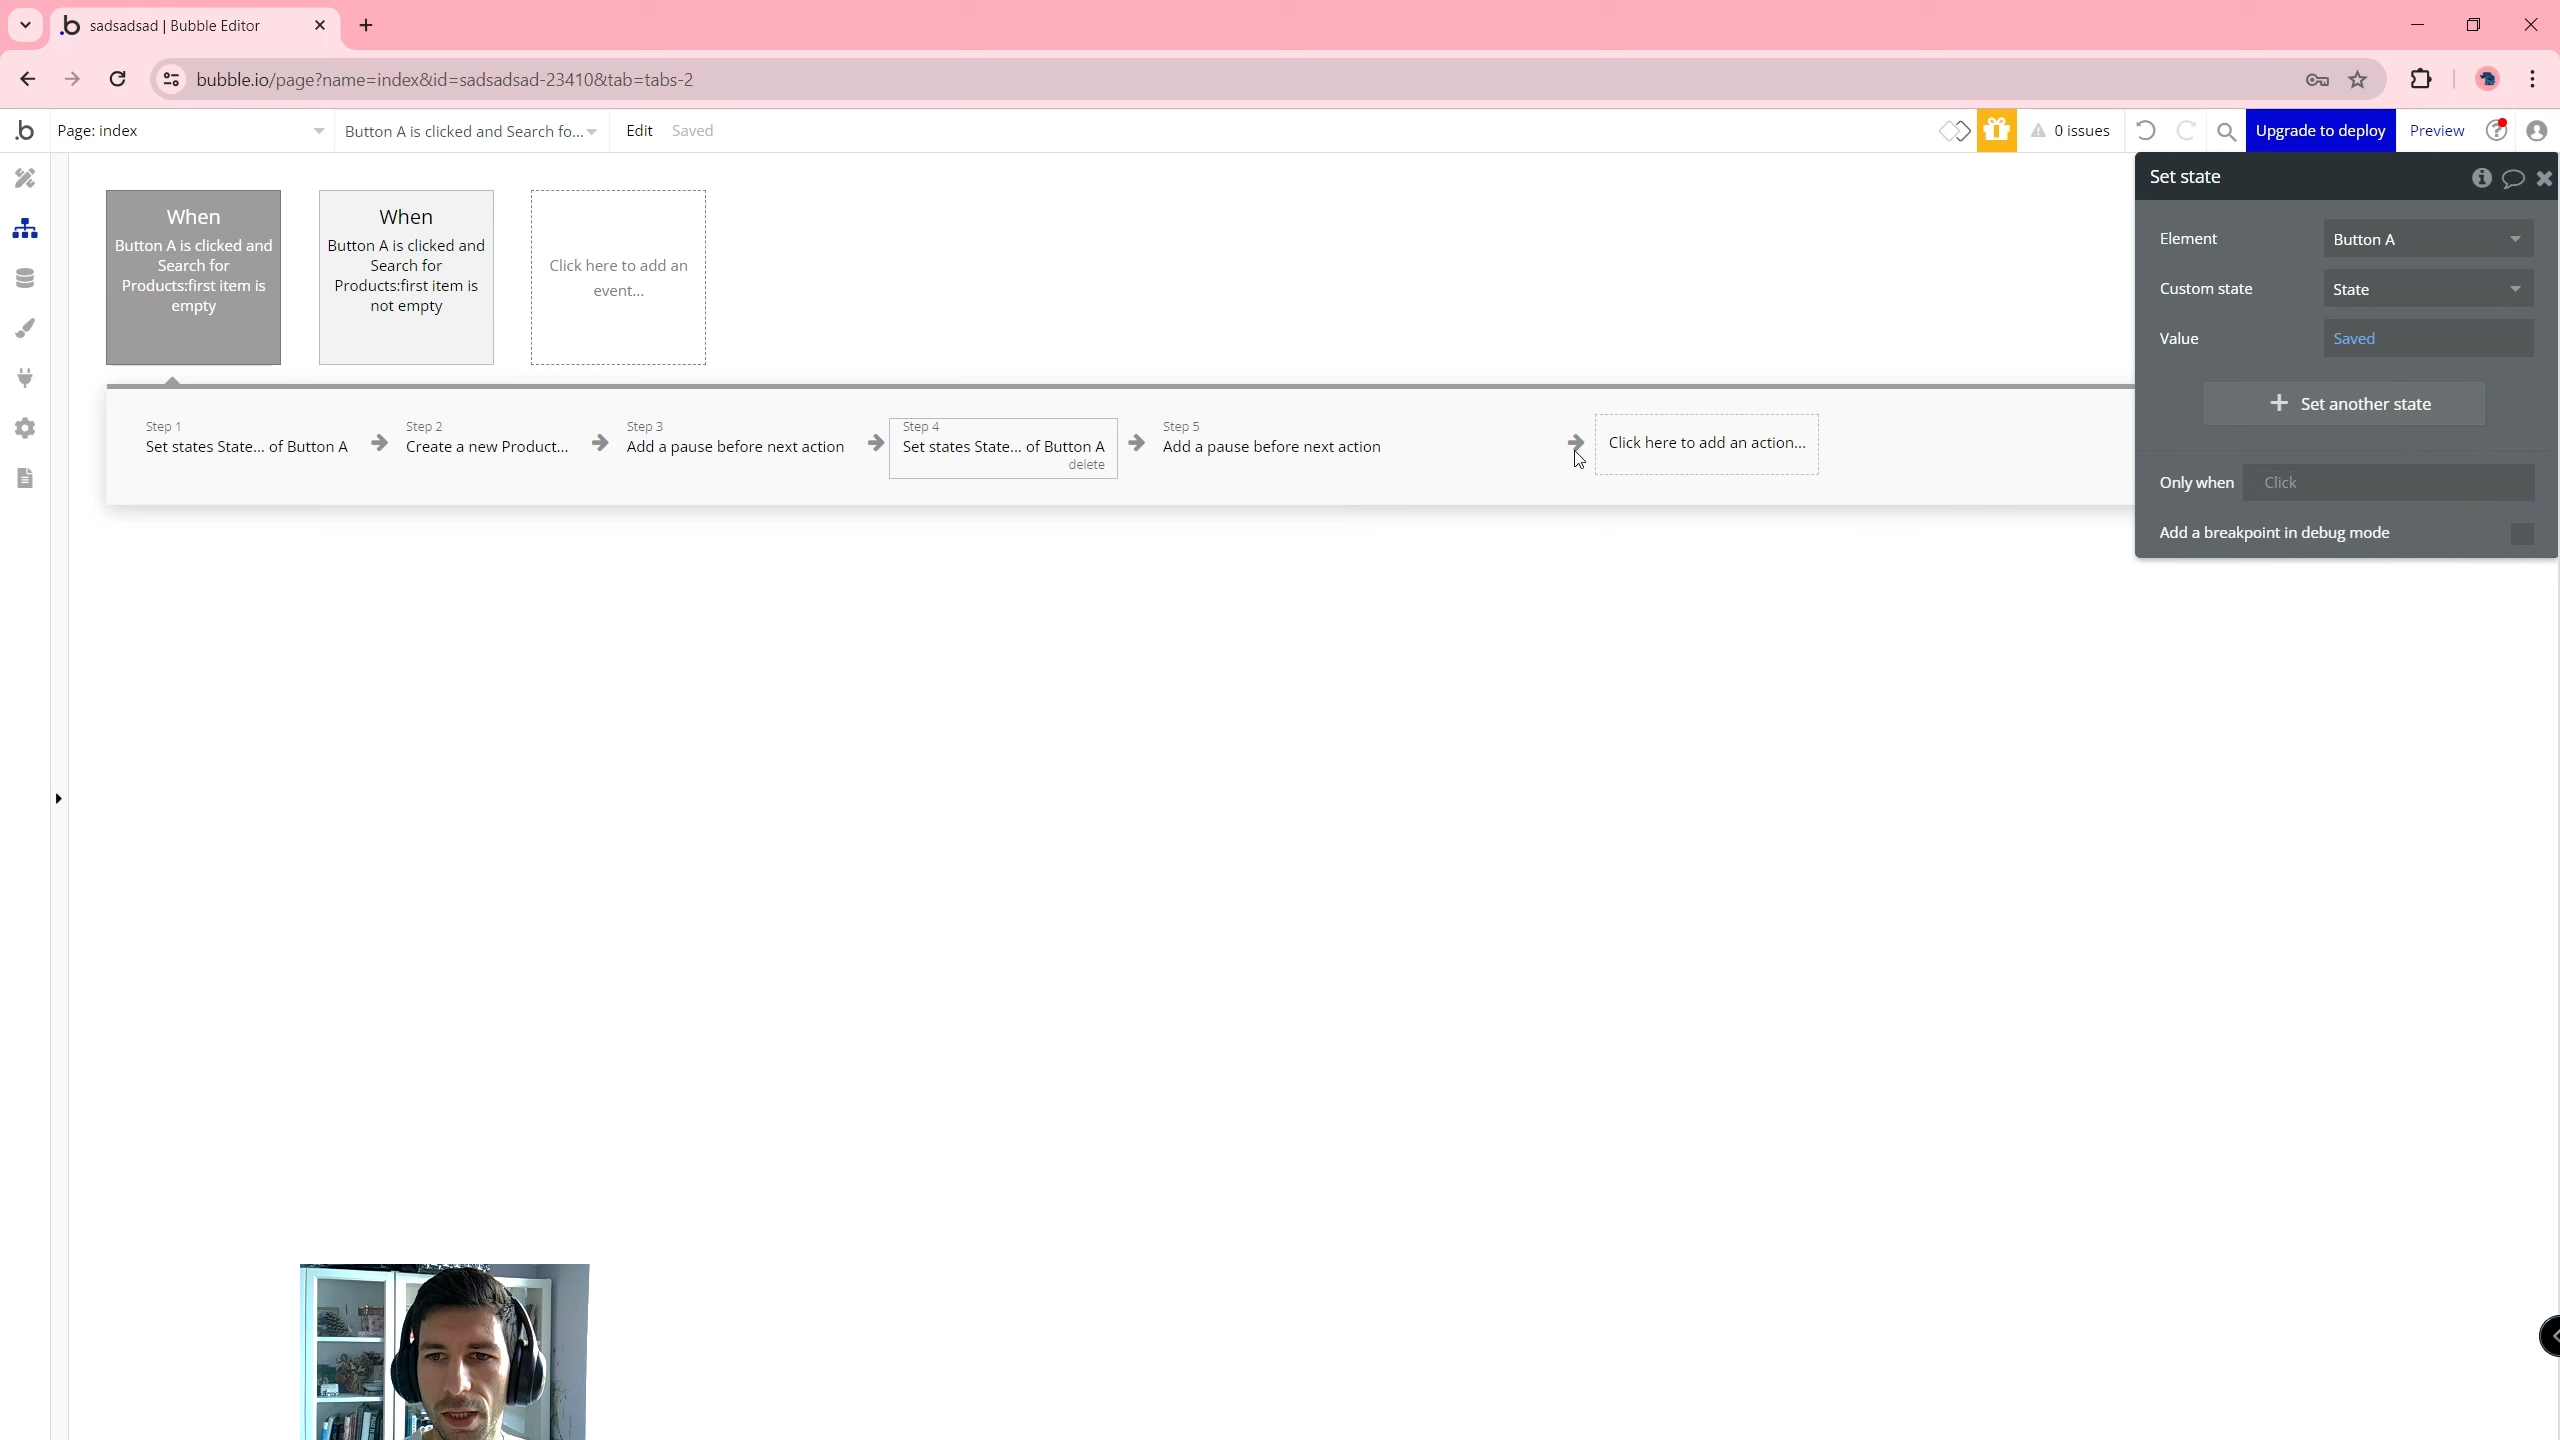 sadsadsad | Bubble Editor
bubble.io/page?name=index&id=sadsadsad-23410&tab=tabs-2
Page: index
Button A is clicked and Search fo...
Edit
Saved
0 issues
Upgrade to deploy
Preview
When
Button A is clicked and
Search for
Products:first item is
empty
When
Button A is clicked and
Search for
Products:first item is
not empty
Click here to add an
event...
Step 1
Set states State... of Button A
Step 2
Create a new Product...
Step 3
Add a pause before next action
Step 4
Set states State... of Button A
delete
Step 5
Add a pause before next action
Click here to add an action...
Set state
Element
Button A
Custom state
State
Value
Saved
Set another state
Only when
Click
Add a breakpoint in debug mode